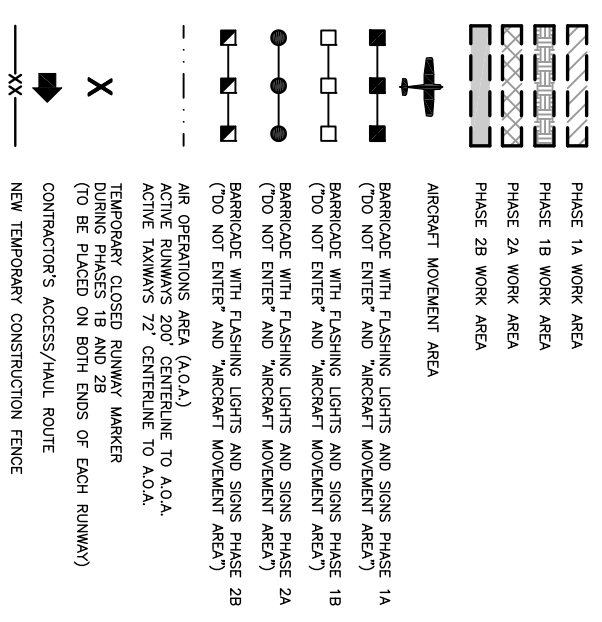 PHASE 1A WORK AREA
PHASE 1B WORK AREA
PHASE 2A WORK AREA
PHASE 2B WORK AREA
AIRCRAFT MOVEMENT AREA
BARRICADE WITH FLASHING LIGHTS AND SIGNS PHASE 1A
("DO NOT ENTER" AND "AIRCRAFT MOVEMENT AREA")
BARRICADE WITH FLASHING LIGHTS AND SIGNS PHASE 1B
("DO NOT ENTER" AND "AIRCRAFT MOVEMENT AREA")
BARRICADE WITH FLASHING LIGHTS AND SIGNS PHASE 2A
("DO NOT ENTER" AND "AIRCRAFT MOVEMENT AREA")
BARRICADE WITH FLASHING LIGHTS AND SIGNS PHASE 2B
("DO NOT ENTER" AND "AIRCRAFT MOVEMENT AREA")
AIR OPERATIONS AREA (A.O.A.)
ACTIVE RUNWAYS 200' CENTERLINE TO A.O.A.
ACTIVE TAXIWAYS 72' CENTERLINE TO A.O.A.
X
TEMPORARY CLOSED RUNWAY MARKER
DURING PHASES 1B AND 2B
(TO BE PLACED ON BOTH ENDS OF EACH RUNWAY)
CONTRACTOR'S ACCESS/HAUL ROUTE
XX
NEW TEMPORARY CONSTRUCTION FENCE